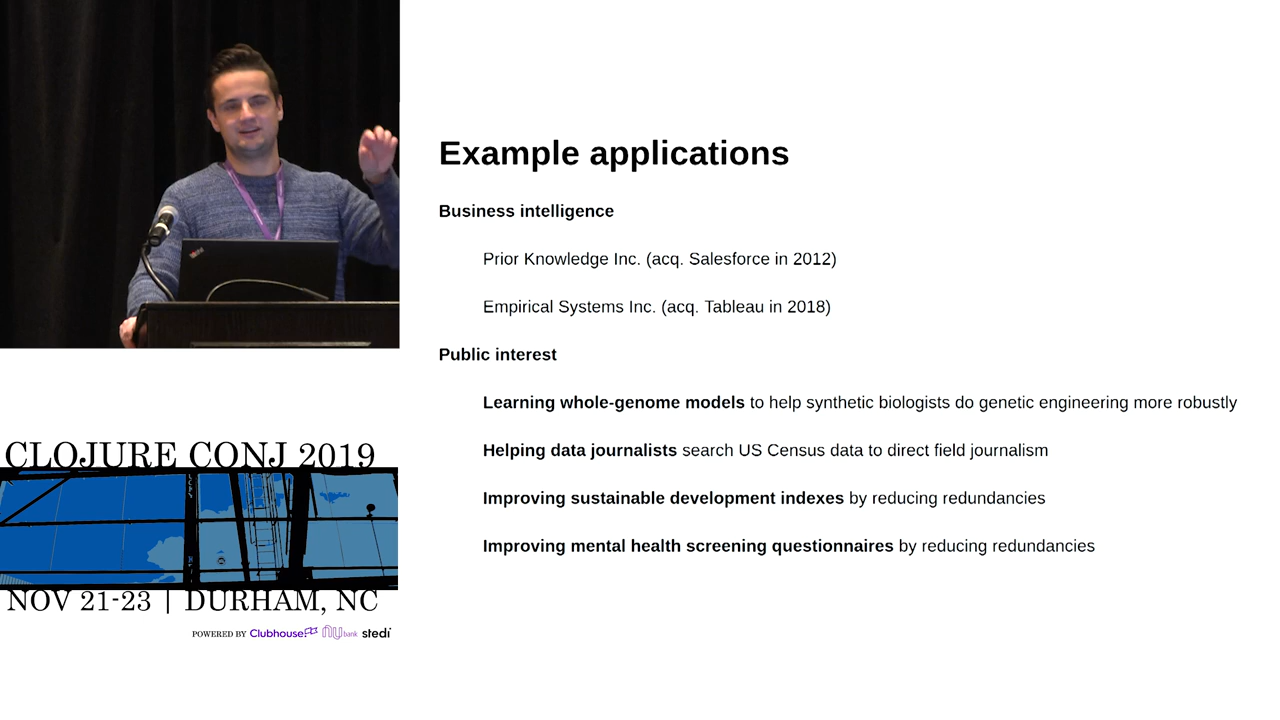 Example applications
Business intelligence
Prior Knowledge Inc. (acq. Salesforce in 2012)
Empirical Systems Inc. (acq. Tableau in 2018)
Public interest
Learning whole-genome models to help synthetic biologists do genetic engineering more robustly
Helping data journalists search US Census data to direct field journalism
Improving sustainable development indexes by reducing redundancies
Improving mental health screening questionnaires by reducing redundancies
CLOJURE CONJ 2019
NOV 21-23 | DURHAM, NC
POWERED BY Clubhouse nu bank stedi